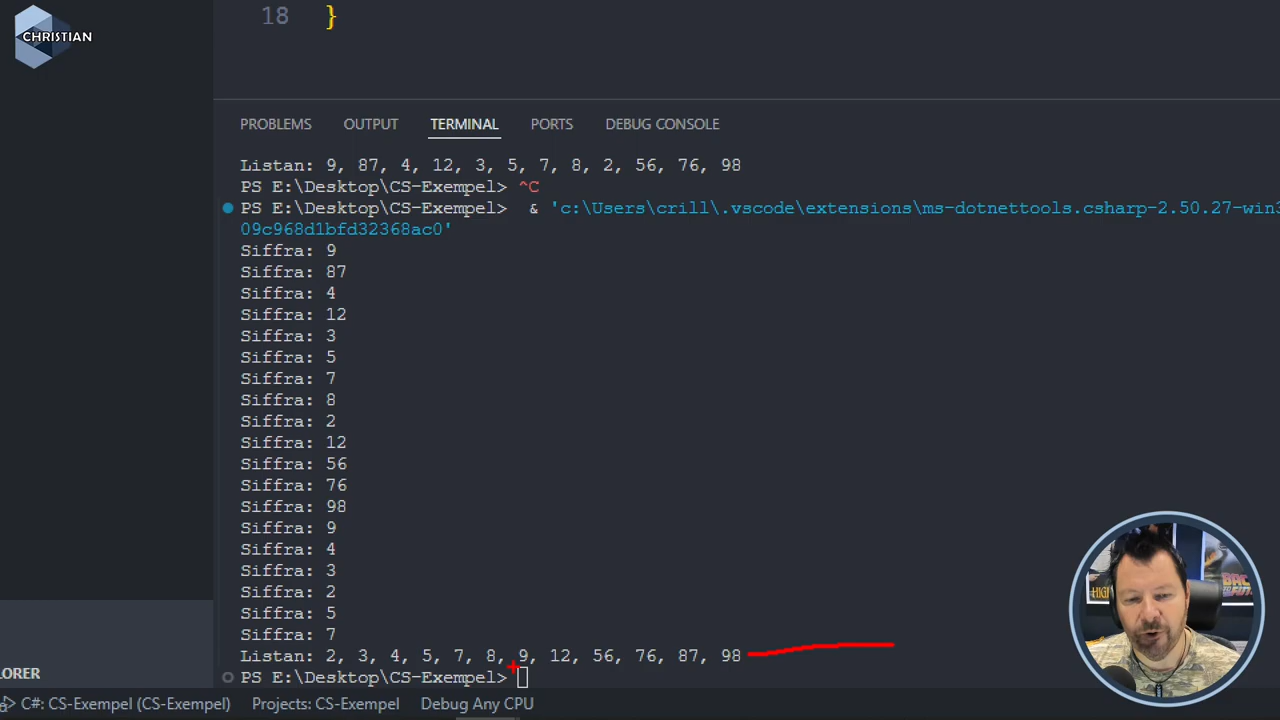 CHRISTIAN
18 }
PROBLEMS OUTPUT TERMINAL PORTS DEBUG CONSOLE
Listan: 9, 87, 4, 12, 3, 5, 7, 8, 2, 56, 76, 98
PS E:\Desktop\CS-Exempel> ^C
PS E:\Desktop\CS-Exempel> & 'c:\Users\crill\.vscode\extensions\ms-dotnettools.csharp-2.50.27-win3
09c968d1bfd32368ac0'
Siffra: 9
Siffra: 87
Siffra: 4
Siffra: 12
Siffra: 3
Siffra: 5
Siffra: 7
Siffra: 8
Siffra: 2
Siffra: 12
Siffra: 56
Siffra: 76
Siffra: 98
Siffra: 9
Siffra: 4
Siffra: 3
Siffra: 2
Siffra: 5
Siffra: 7
Listan: 2, 3, 4, 5, 7, 8, 9, 12, 56, 76, 87, 98
PS E:\Desktop\CS-Exempel>
LORER
C#: CS-Exempel (CS-Exempel) Projects: CS-Exempel Debug Any CPU